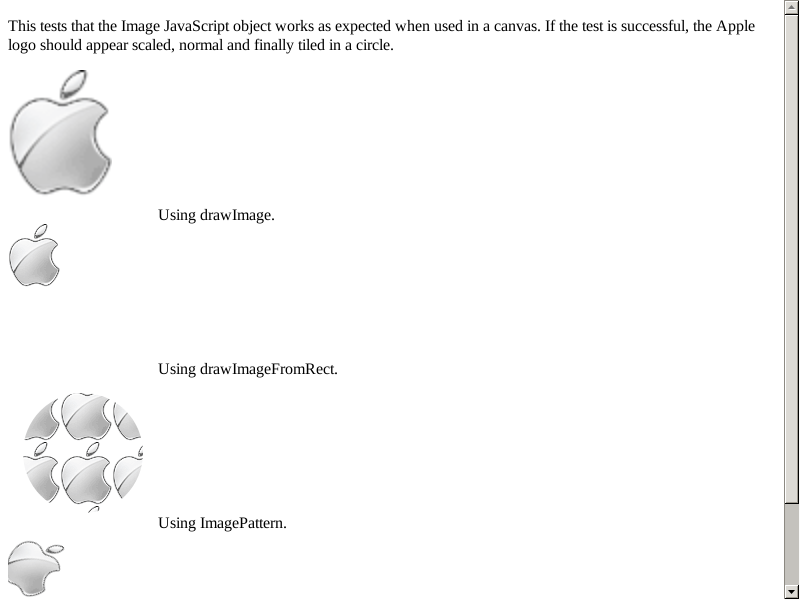 This tests that the Image JavaScript object works as expected when used in a canvas. If the test is successful, the Apple
logo should appear scaled, normal and finally tiled in a circle.
Using drawImage.
Using drawImageFromRect.
Using ImagePattern.